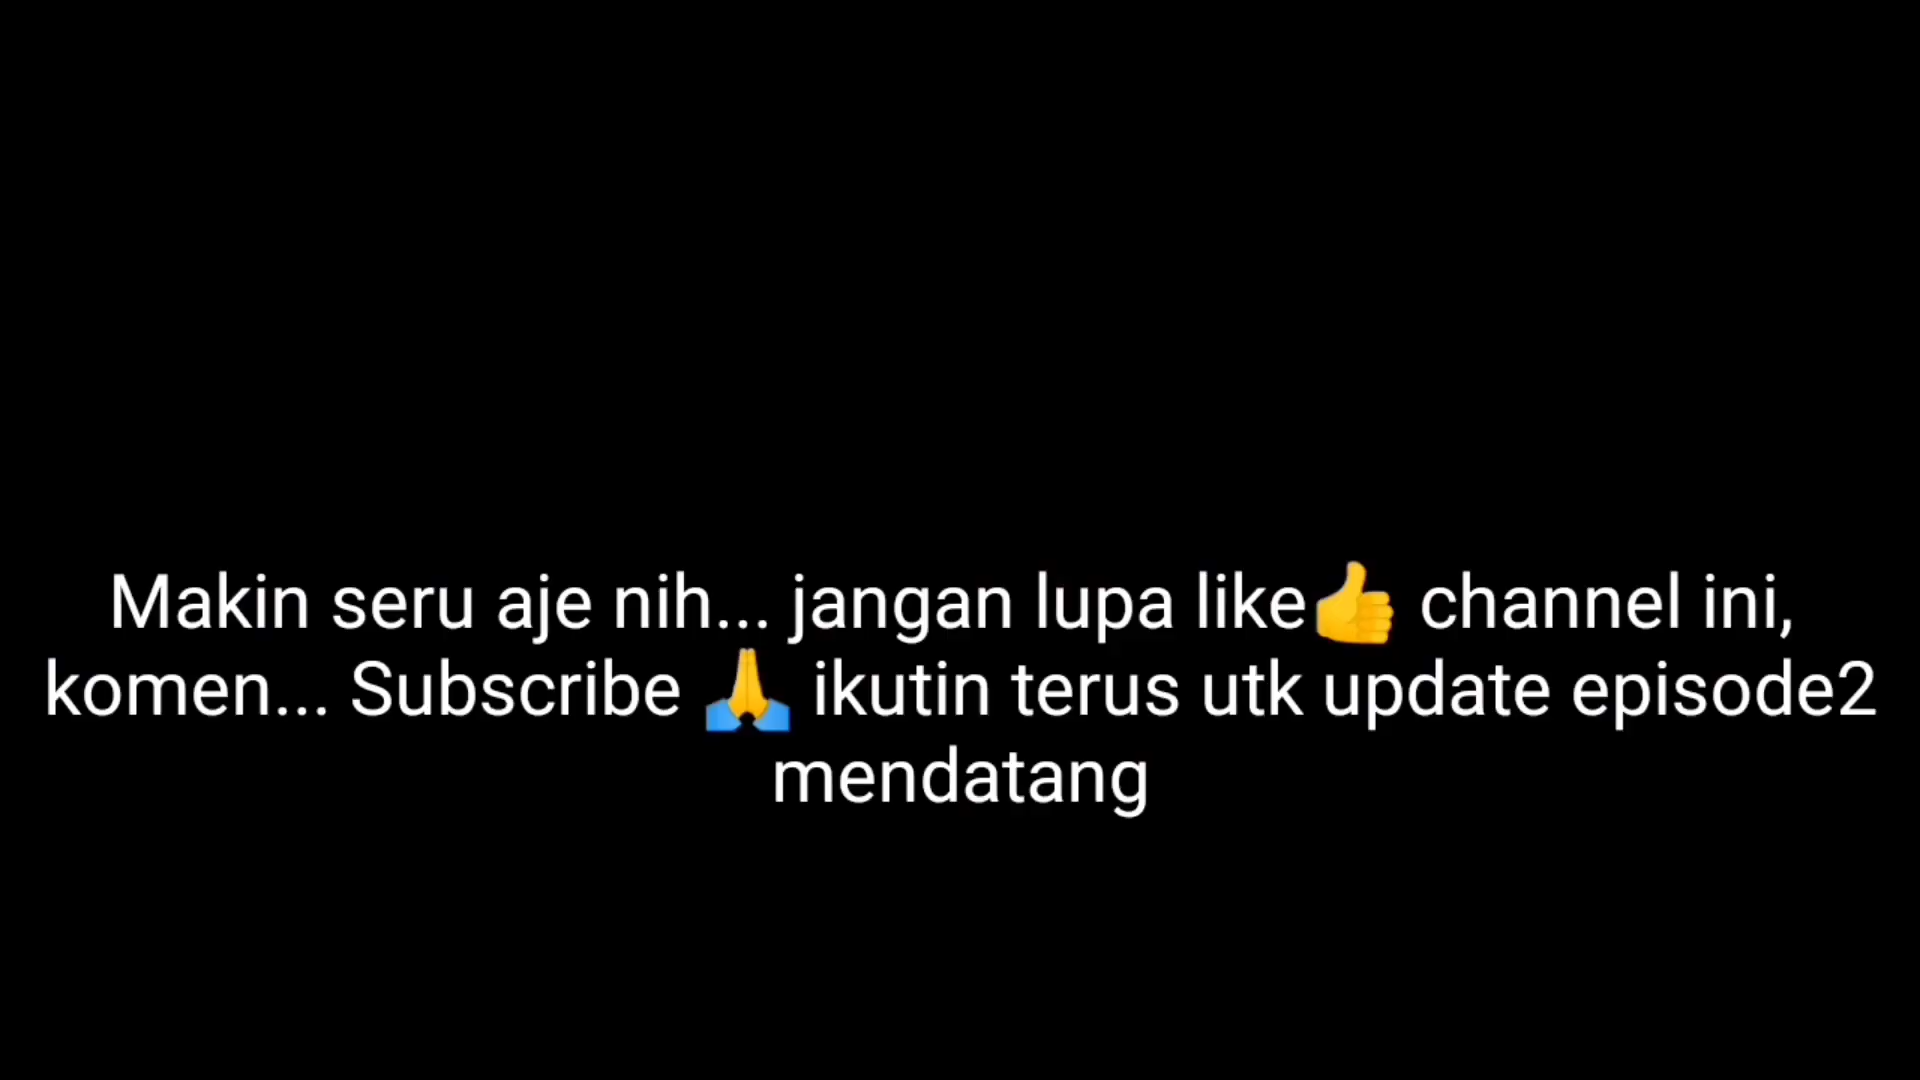 Makin seru aje nih... jangan lupa like👍 channel ini,
komen... Subscribe 🙏 ikutin terus utk update episode2
mendatang